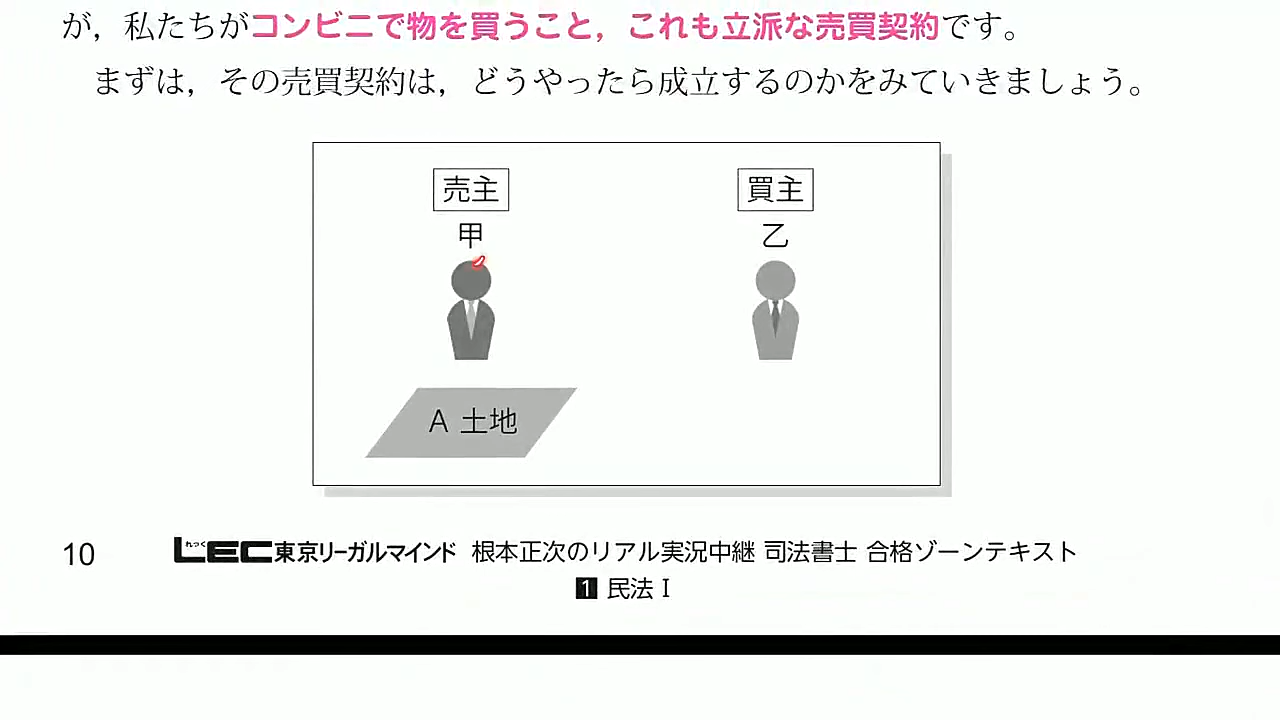 が，私たちがコンビニで物を買うこと，これも立派な売買契約です。
まずは，その売買契約は，どうやったら成立するのかをみていきましょう。
売主 買主
甲 乙
A 土地
10 れっく LEC東京リーガルマインド 根本正次のリアル実況中継 司法書士 合格ゾーンテキスト
1 民法 I